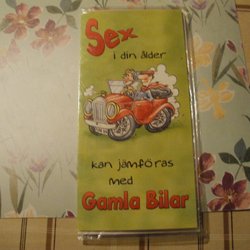 Sex
i din ålder
kan jämföras
med
Gamla Bilar